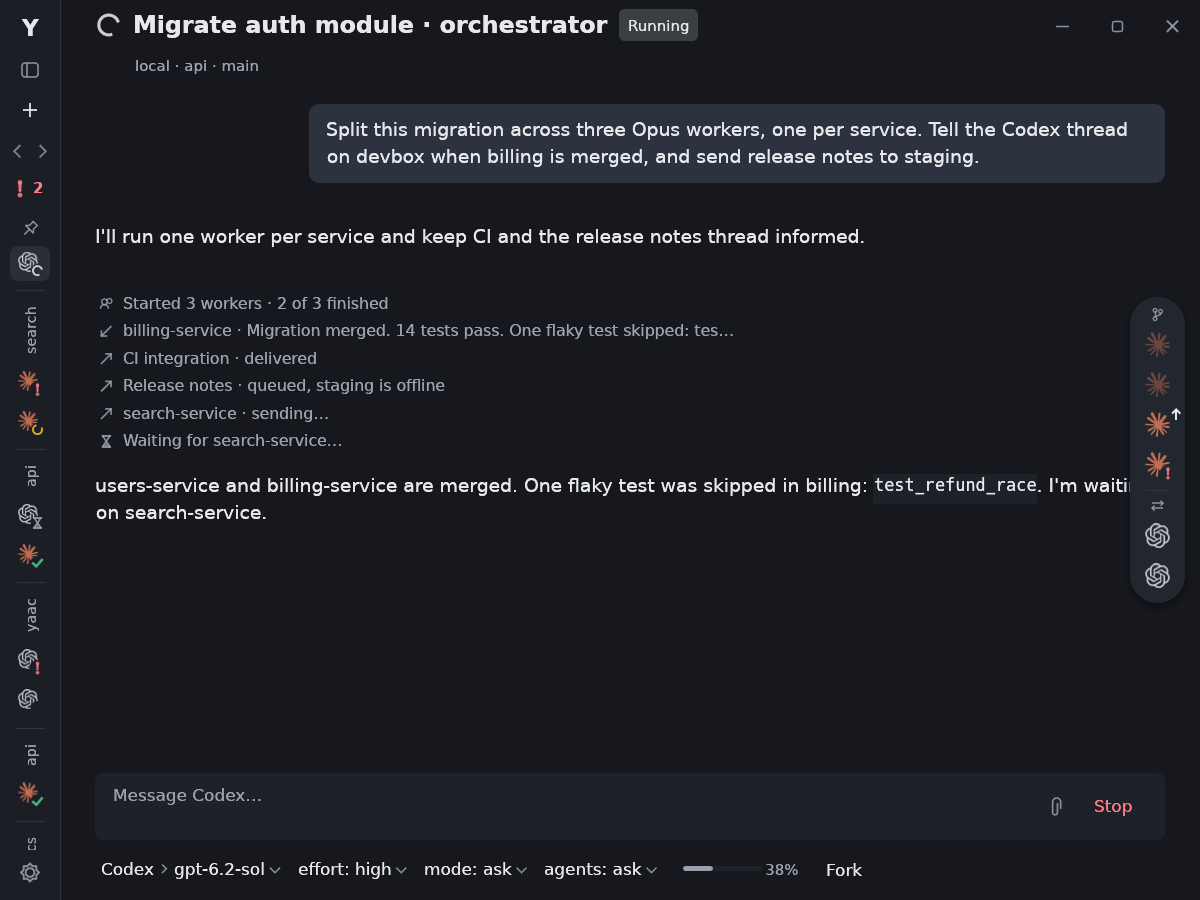 Y
Migrate auth module · orchestrator
Running
local · api · main
2
search
api
yaac
api
cs
Split this migration across three Opus workers, one per service. Tell the Codex thread
on devbox when billing is merged, and send release notes to staging.
I'll run one worker per service and keep CI and the release notes thread informed.
Started 3 workers · 2 of 3 finished
billing-service · Migration merged. 14 tests pass. One flaky test skipped: tes…
CI integration · delivered
Release notes · queued, staging is offline
search-service · sending…
Waiting for search-service…
users-service and billing-service are merged. One flaky test was skipped in billing: test_refund_race. I'm waiti
on search-service.
Message Codex…
Stop
Codex > gpt-6.2-sol effort: high mode: ask agents: ask 38% Fork